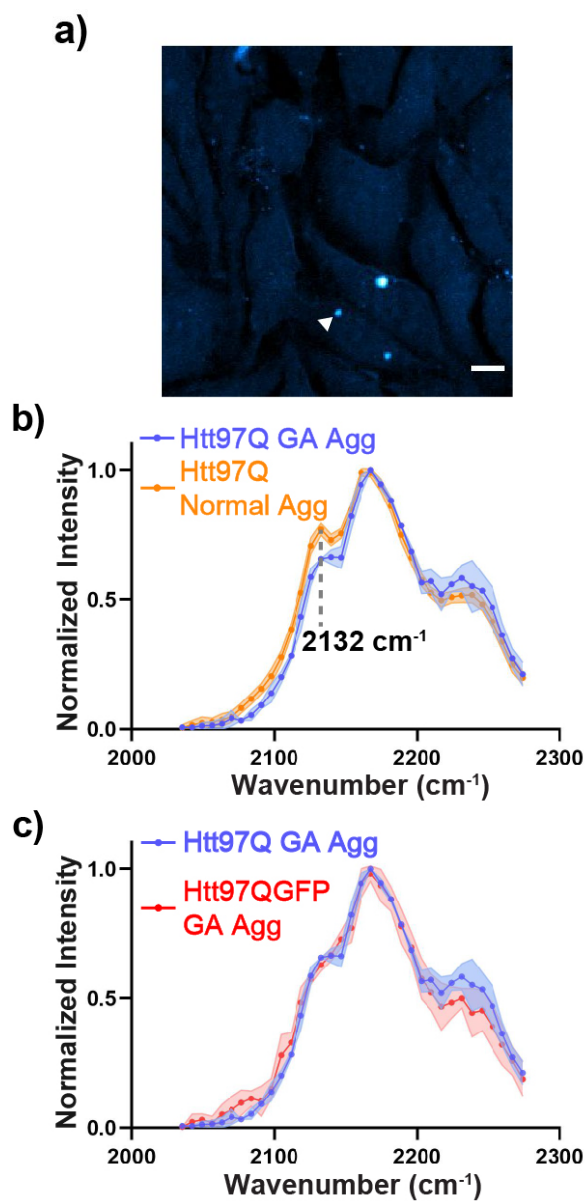 a)
b)
Htt97Q GA Agg
Htt97Q
Normal Agg
Normalized Intensity
1.0
0.5
0.0
2132 cm-1
2000
2100
2200
2300
Wavenumber (cm-1)
c)
Htt97Q GA Agg
Htt97QGFP
GA Agg
Normalized Intensity
1.0
0.5
0.0
2000
2100
2200
2300
Wavenumber (cm-1)